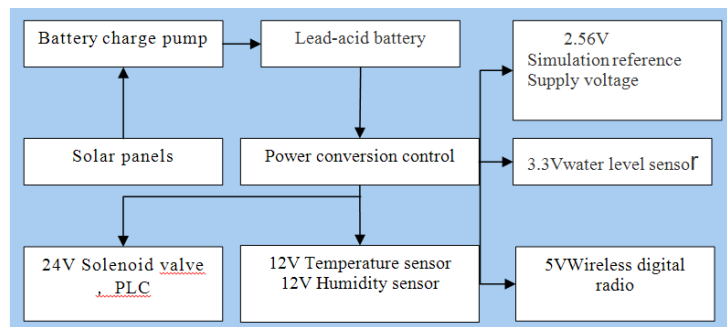 Battery charge pump
Lead-acid battery
2.56V
Simulation reference
Supply voltage
Solar panels
Power conversion control
3.3Vwater level sensor
24V Solenoid valve
, PLC
12V Temperature sensor
12V Humidity sensor
5VWireless digital
radio